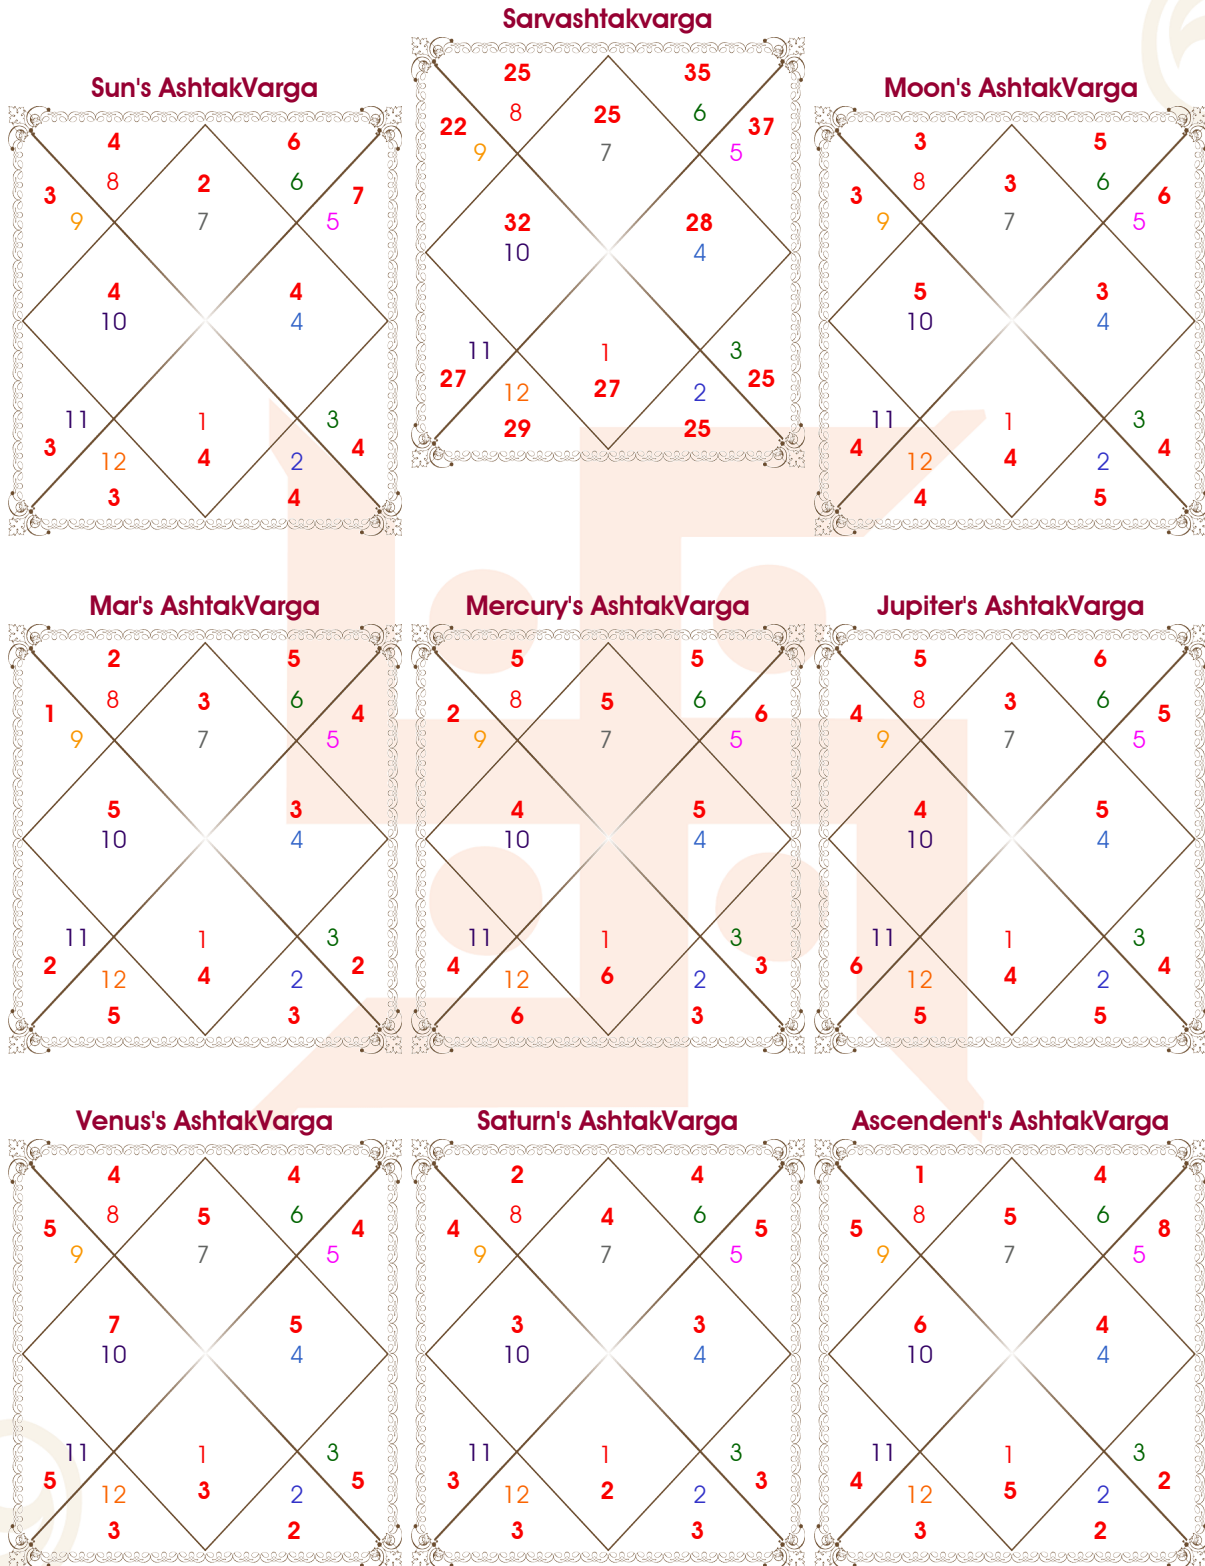 Sarvashtakvarga
25 35
22 8 25 6 37
9 7 5
32 28
10 4
11 1 3
27 12 27 2 25
29 25
Sun's AshtakVarga
4 6
3 8 2 6 7
9 7 5
4 4
10 4
11 1 3
3 12 4 2 4
3 4
Moon's AshtakVarga
3 5
3 8 3 6 6
9 7 5
5 3
10 4
11 1 3
4 12 4 2 4
4 5
Mar's AshtakVarga
2 5
1 8 3 6 4
9 7 5
5 3
10 4
11 1 3
2 12 4 2 2
5 3
Mercury's AshtakVarga
5 5
2 8 5 6 6
9 7 5
4 5
10 4
11 1 3
4 12 6 2 3
6 3
Jupiter's AshtakVarga
5 6
4 8 3 6 5
9 7 5
4 5
10 4
11 1 3
6 12 4 2 4
5 5
Venus's AshtakVarga
4 4
5 8 5 6 4
9 7 5
7 5
10 4
11 1 3
5 12 3 2 5
3 2
Saturn's AshtakVarga
2 4
4 8 4 6 5
9 7 5
3 3
10 4
11 1 3
3 12 2 2 3
3 3
Ascendent's AshtakVarga
1 4
5 8 5 6 8
9 7 5
6 4
10 4
11 1 3
4 12 5 2 2
3 2